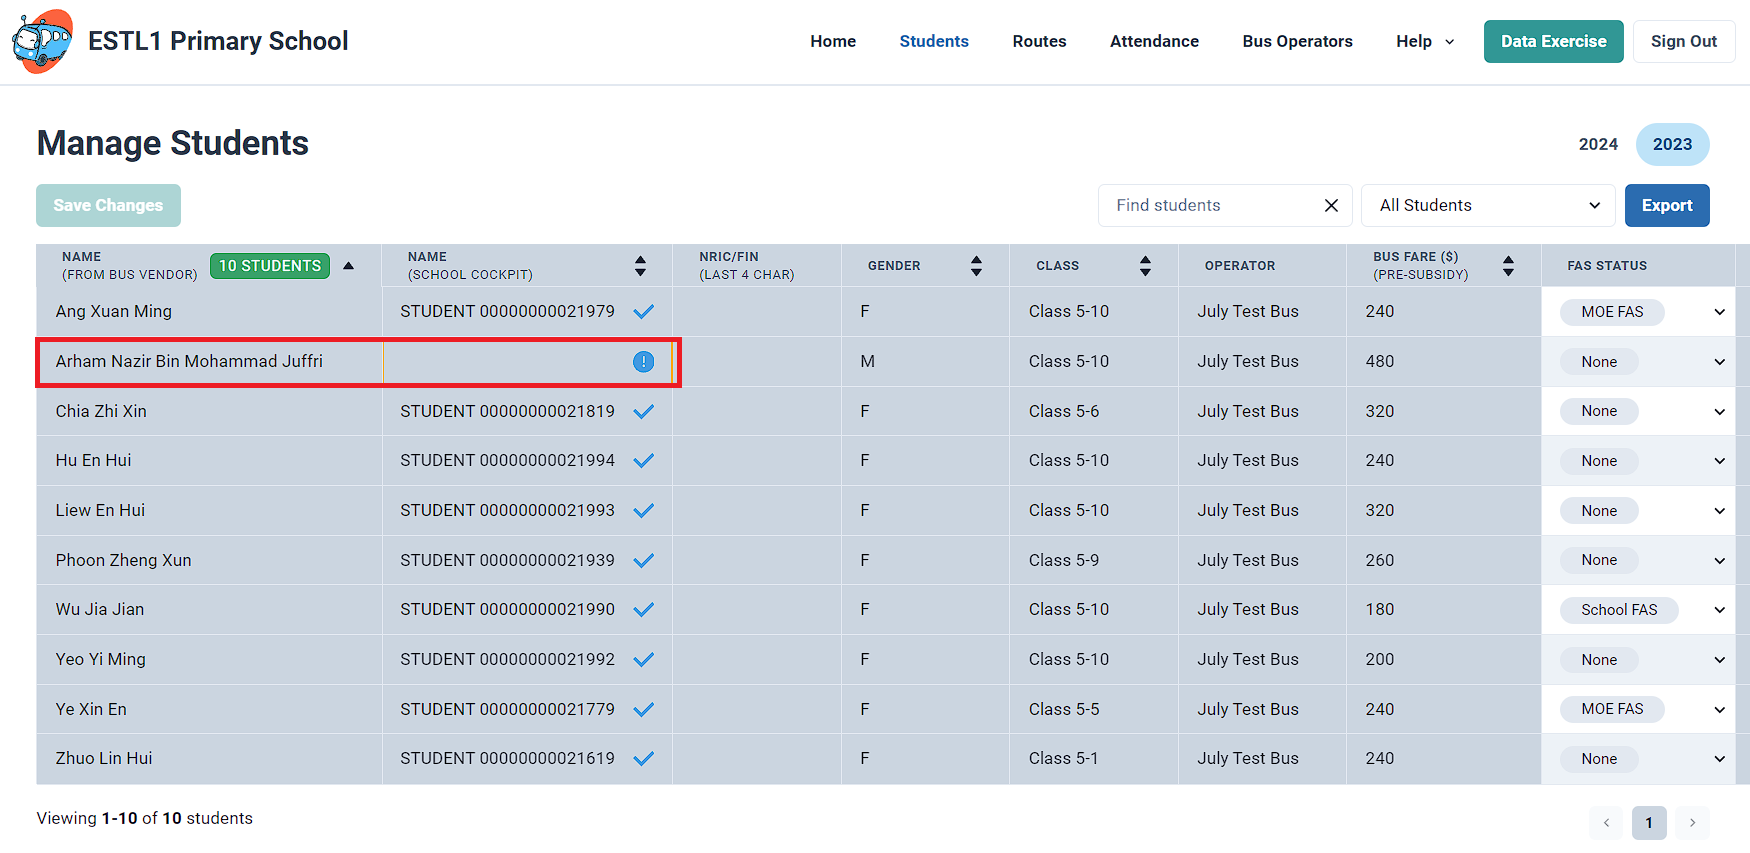 ESTL1 Primary School
Home Students Routes Attendance Bus Operators Help Data Exercise Sign Out
Manage Students
2024 2023
Save Changes
Find students All Students Export
NAME (FROM BUS VENDOR) 10 STUDENTS NAME (SCHOOL COCKPIT) NRIC/FIN (LAST 4 CHAR) GENDER CLASS OPERATOR BUS FARE ($) (PRE-SUBSIDY) FAS STATUS
Ang Xuan Ming STUDENT 00000000021979 F Class 5-10 July Test Bus 240 MOE FAS
Arham Nazir Bin Mohammad Juffri M Class 5-10 July Test Bus 480 None
Chia Zhi Xin STUDENT 00000000021819 F Class 5-6 July Test Bus 320 None
Hu En Hui STUDENT 00000000021994 F Class 5-10 July Test Bus 240 None
Liew En Hui STUDENT 00000000021993 F Class 5-10 July Test Bus 320 None
Phoon Zheng Xun STUDENT 00000000021939 F Class 5-9 July Test Bus 260 None
Wu Jia Jian STUDENT 00000000021990 F Class 5-10 July Test Bus 180 School FAS
Yeo Yi Ming STUDENT 00000000021992 F Class 5-10 July Test Bus 200 None
Ye Xin En STUDENT 00000000021779 F Class 5-5 July Test Bus 240 MOE FAS
Zhuo Lin Hui STUDENT 00000000021619 F Class 5-1 July Test Bus 240 None
Viewing 1-10 of 10 students
1